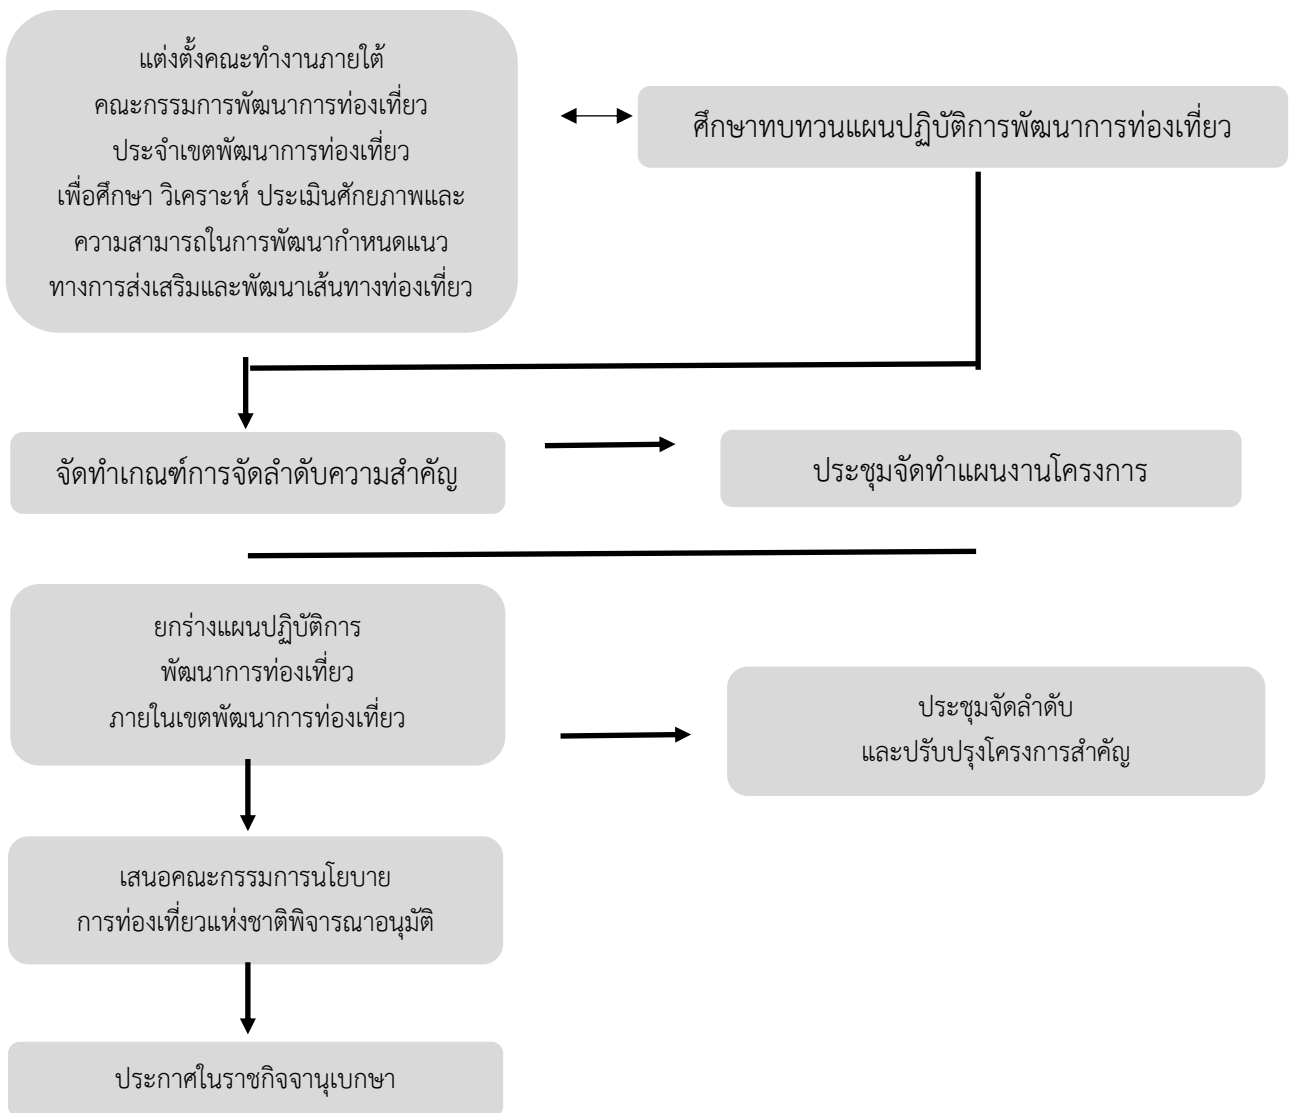 แต่งตั้งคณะทำงานภายใต้
คณะกรรมการพัฒนาการท่องเที่ยว
ประจำเขตพัฒนาการท่องเที่ยว
เพื่อศึกษา วิเคราะห์ ประเมินศักยภาพและ
ความสามารถในการพัฒนากำหนดแนว
ทางการส่งเสริมและพัฒนาเส้นทางท่องเที่ยว
ศึกษาทบทวนแผนปฏิบัติการพัฒนาการท่องเที่ยว
จัดทำเกณฑ์การจัดลำดับความสำคัญ
ประชุมจัดทำแผนงานโครงการ
ยกร่างแผนปฏิบัติการ
พัฒนาการท่องเที่ยว
ภายในเขตพัฒนาการท่องเที่ยว
ประชุมจัดลำดับ
และปรับปรุงโครงการสำคัญ
เสนอคณะกรรมการนโยบาย
การท่องเที่ยวแห่งชาติพิจารณาอนุมัติ
ประกาศในราชกิจจานุเบกษา